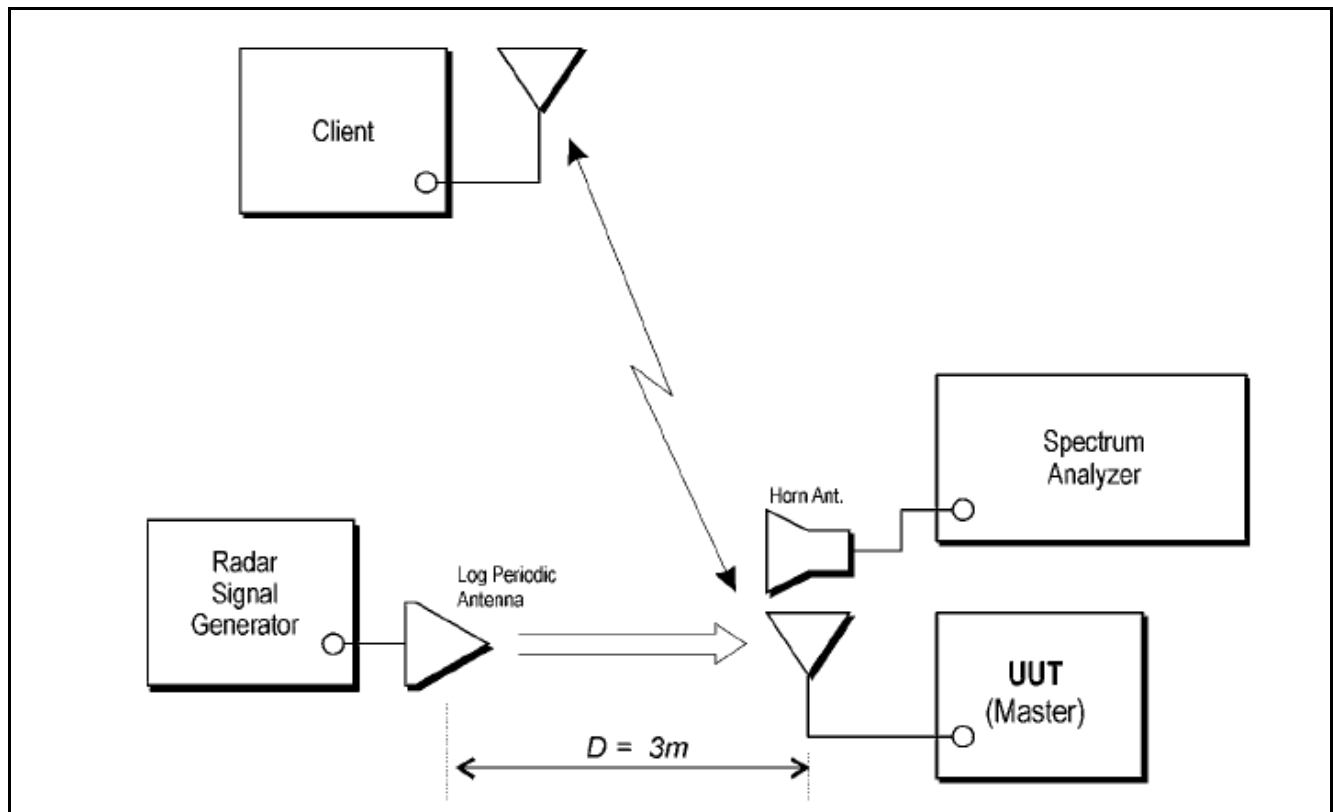 Client
Spectrum
Analyzer
Horn Ant.
Radar
Signal
Generator
Log Periodic
Antenna
UUT
(Master)
D = 3m